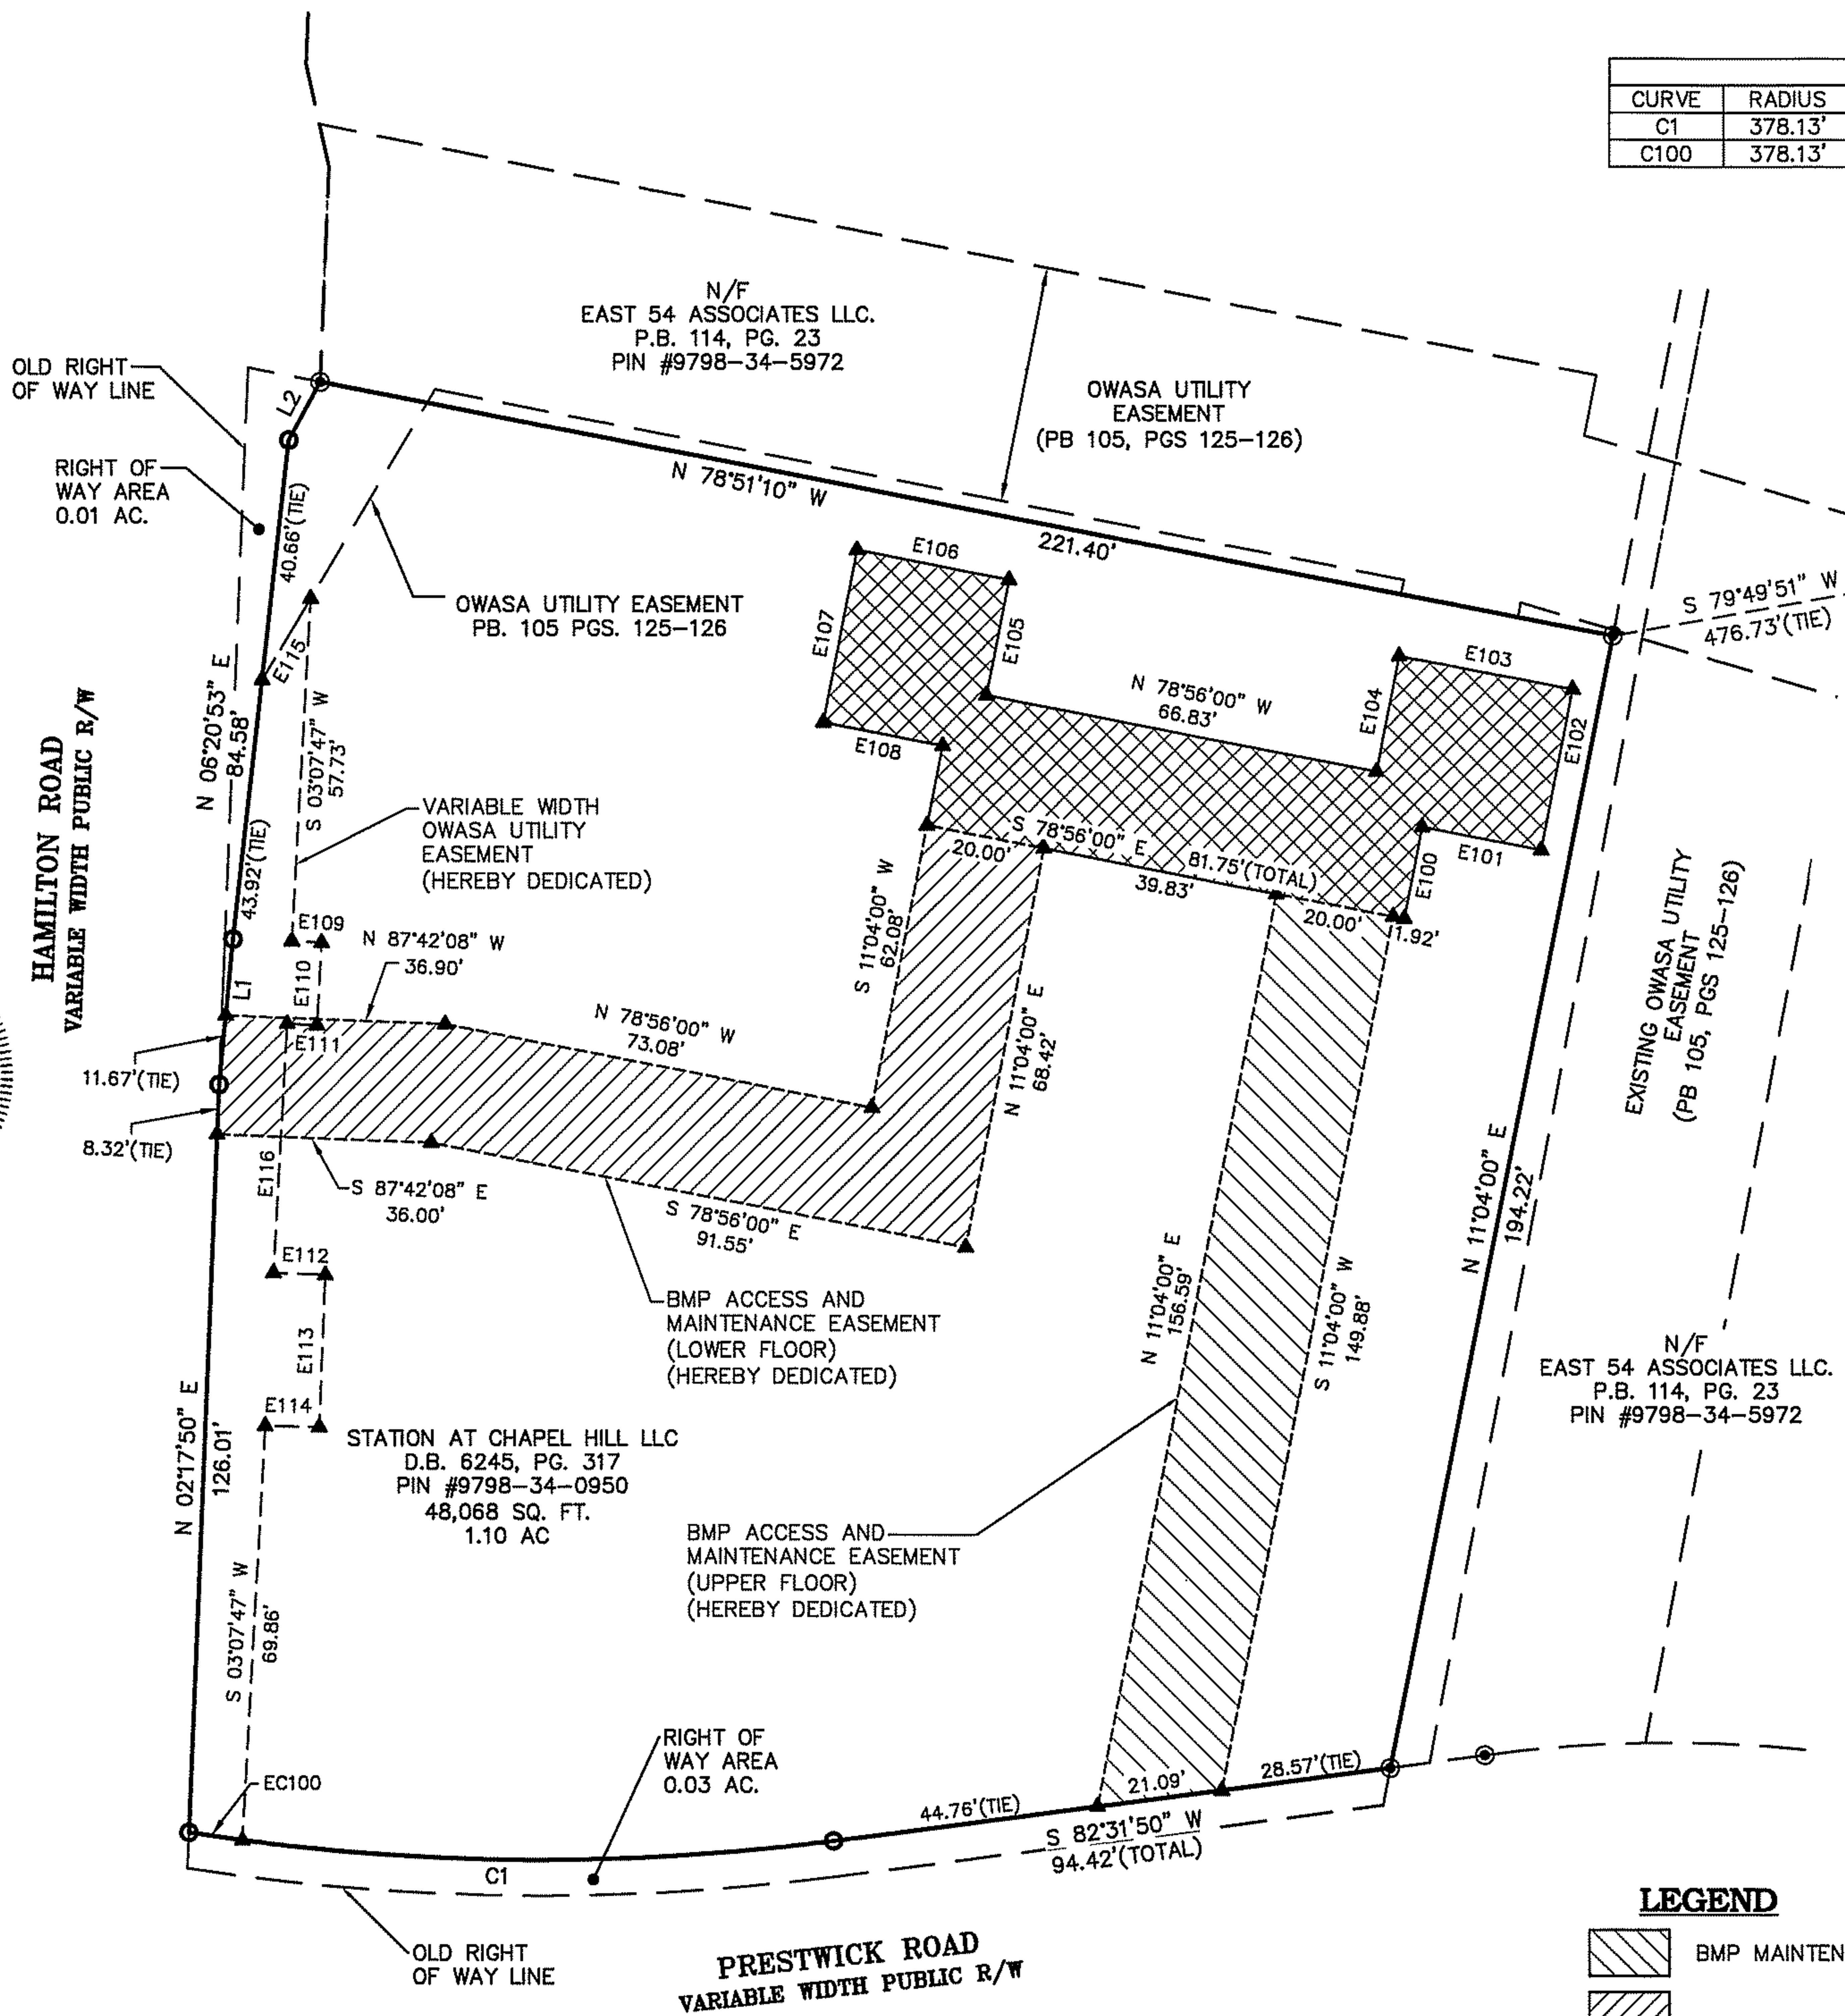 CURVE RADIUS
C1 378.13'
C100 378.13'
N/F
EAST 54 ASSOCIATES LLC.
P.B. 114, PG. 23
PIN #9798-34-5972
OLD RIGHT
OF WAY LINE
L2
RIGHT OF
WAY AREA
0.01 AC.
OWASA UTILITY
EASEMENT
(PB 105, PGS 125-126)
N 78°51'10" W
221.40'
40.66'(TIE)
OWASA UTILITY EASEMENT
PB. 105 PGS. 125-126
E106
E107
E105
E108
S 79°49'51" W
476.73'(TIE)
E103
E104
E102
N 78°56'00" W
66.83'
E115
HAMILTON ROAD
VARIABLE WIDTH PUBLIC R/W
N 06°20'53" E
84.58'
S 03°07'47" W
57.73'
43.92'(TIE)
VARIABLE WIDTH
OWASA UTILITY
EASEMENT
(HEREBY DEDICATED)
S 78°56'00" E
20.00'
81.75'(TOTAL)
39.83'
20.00'
1.92'
E100
E101
EXISTING OWASA UTILITY
EASEMENT
(PB 105, PGS 125-126)
E109
N 87°42'08" W
36.90'
E110
L1
E111
S 11°04'00" W
62.08'
N 78°56'00" W
73.08'
N 11°04'00" E
68.42'
11.67'(TIE)
8.32'(TIE)
E116
S 87°42'08" E
36.00'
S 78°56'00" E
91.55'
E112
E113
E114
BMP ACCESS AND
MAINTENANCE EASEMENT
(LOWER FLOOR)
(HEREBY DEDICATED)
N 11°04'00" E
156.59'
S 11°04'00" W
149.88'
N 11°04'00" E
194.22'
N/F
EAST 54 ASSOCIATES LLC.
P.B. 114, PG. 23
PIN #9798-34-5972
N 02°17'50" E
126.01'
STATION AT CHAPEL HILL LLC
D.B. 6245, PG. 317
PIN #9798-34-0950
48,068 SQ. FT.
1.10 AC
BMP ACCESS AND
MAINTENANCE EASEMENT
(UPPER FLOOR)
(HEREBY DEDICATED)
S 03°07'47" W
69.86'
RIGHT OF
WAY AREA
0.03 AC.
EC100
C1
44.76'(TIE)
21.09'
28.57'(TIE)
S 82°31'50" W
94.42'(TOTAL)
OLD RIGHT
OF WAY LINE
PRESTWICK ROAD
VARIABLE WIDTH PUBLIC R/W
LEGEND
BMP MAINTEN